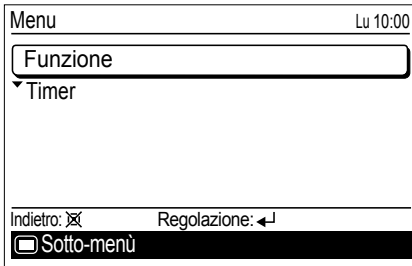 Menu Lu 10:00
Funzione
Timer
Indietro: Regolazione:
Sotto-menù